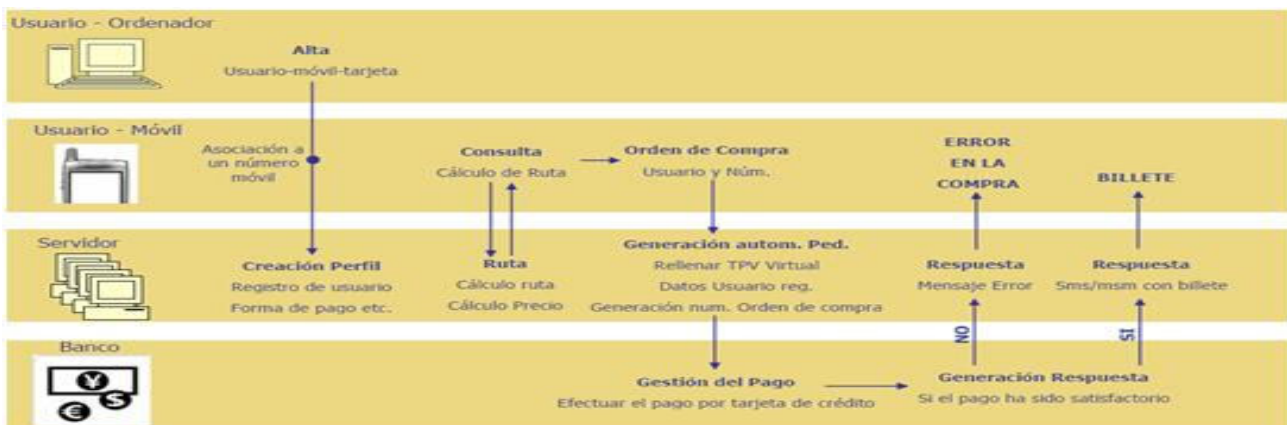 Usuario - Ordenador
Alta
Usuario-móvil-tarjeta
Usuario - Móvil
Asociación a
un número
móvil
Consulta
Cálculo de Ruta
Orden de Compra
Usuario y Núm.
ERROR
EN LA
COMPRA
BILLETE
Servidor
Creación Perfil
Registro de usuario
Forma de pago etc.
Ruta
Cálculo ruta
Cálculo Precio
Generación autom. Ped.
Rellenar TPV Virtual
Datos Usuario reg.
Generación num. Orden de compra
Respuesta
Mensaje Error
Respuesta
Sms/msm con billete
NO
SI
Banco
¥
$
€
Gestión del Pago
Efectuar el pago por tarjeta de crédito
Generación Respuesta
Si el pago ha sido satisfactorio